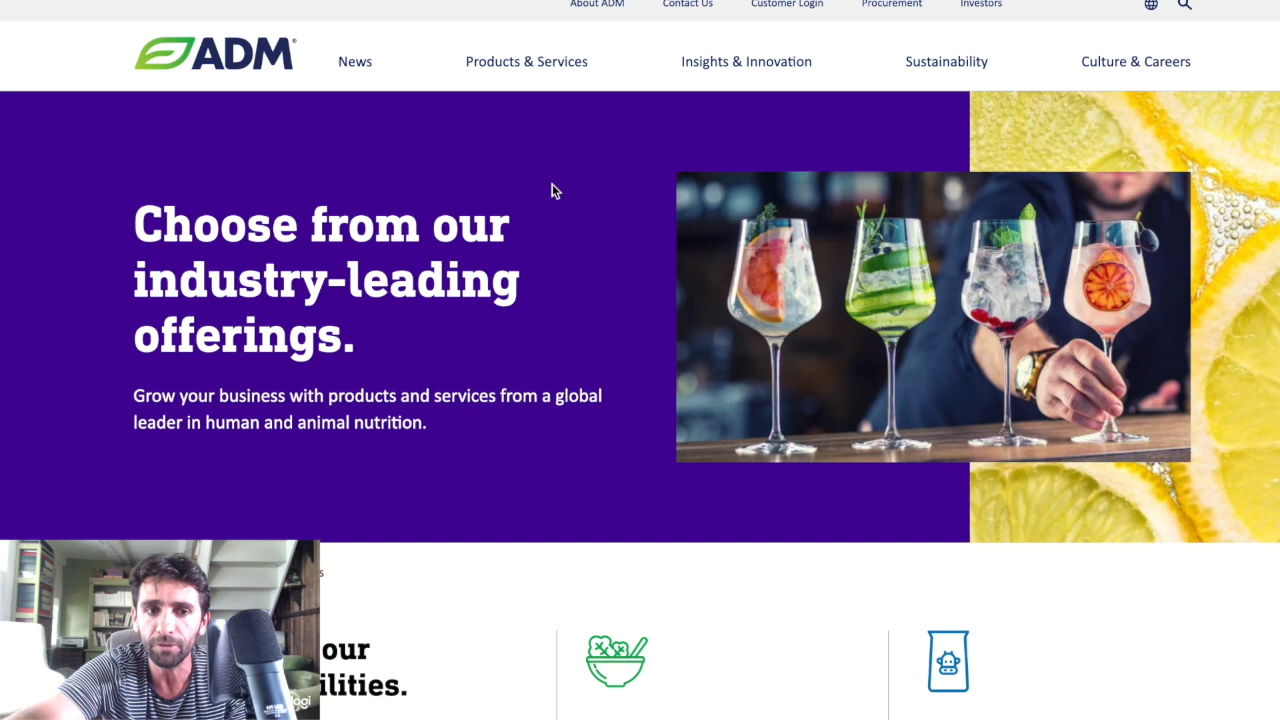 About ADM Contact Us Customer Login Procurement Investors
ADM®
News Products & Services Insights & Innovation Sustainability Culture & Careers
Choose from our
industry-leading
offerings.
Grow your business with products and services from a global
leader in human and animal nutrition.
s
our
ilities.
ogi